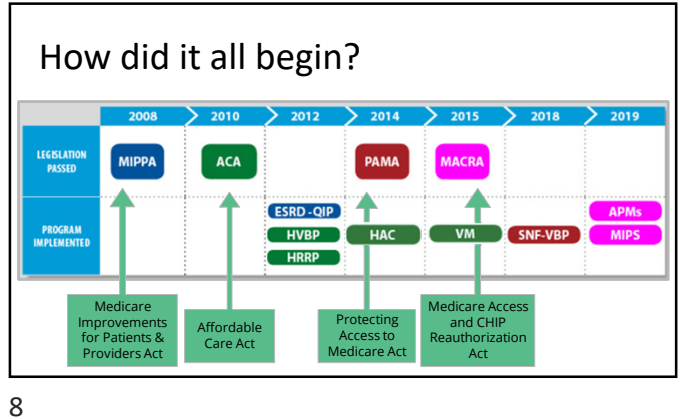 How did it all begin?
2008 2010 2012 2014 2015 2018 2019
LEGISLATION
PASSED
MIPPA ACA PAMA MACRA
PROGRAM
IMPLEMENTED
ESRD - QIP APMs
HVBP HAC VM SNF-VBP MIPS
HRRP
Medicare
Improvements
for Patients &
Providers Act
Affordable
Care Act
Protecting
Access to
Medicare Act
Medicare Access
and CHIP
Reauthorization
Act
8